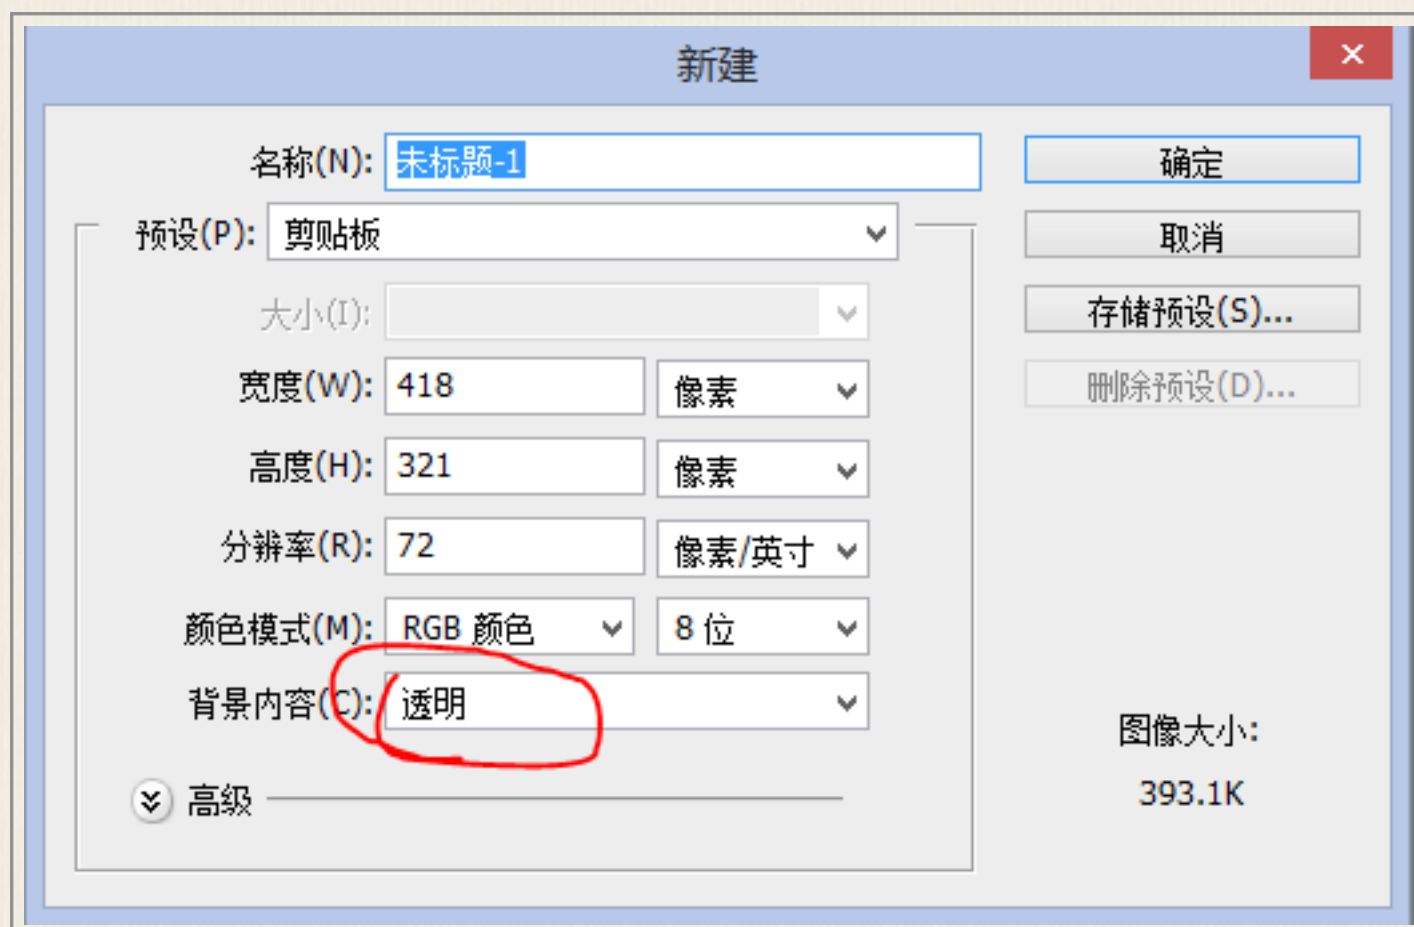 新建
名称(N): 未标题-1
确定
预设(P): 剪贴板
取消
大小(I):
存储预设(S)...
宽度(W): 418 像素
删除预设(D)...
高度(H): 321 像素
分辨率(R): 72 像素/英寸
颜色模式(M): RGB 颜色 8 位
背景内容(C): 透明
图像大小:
393.1K
高级